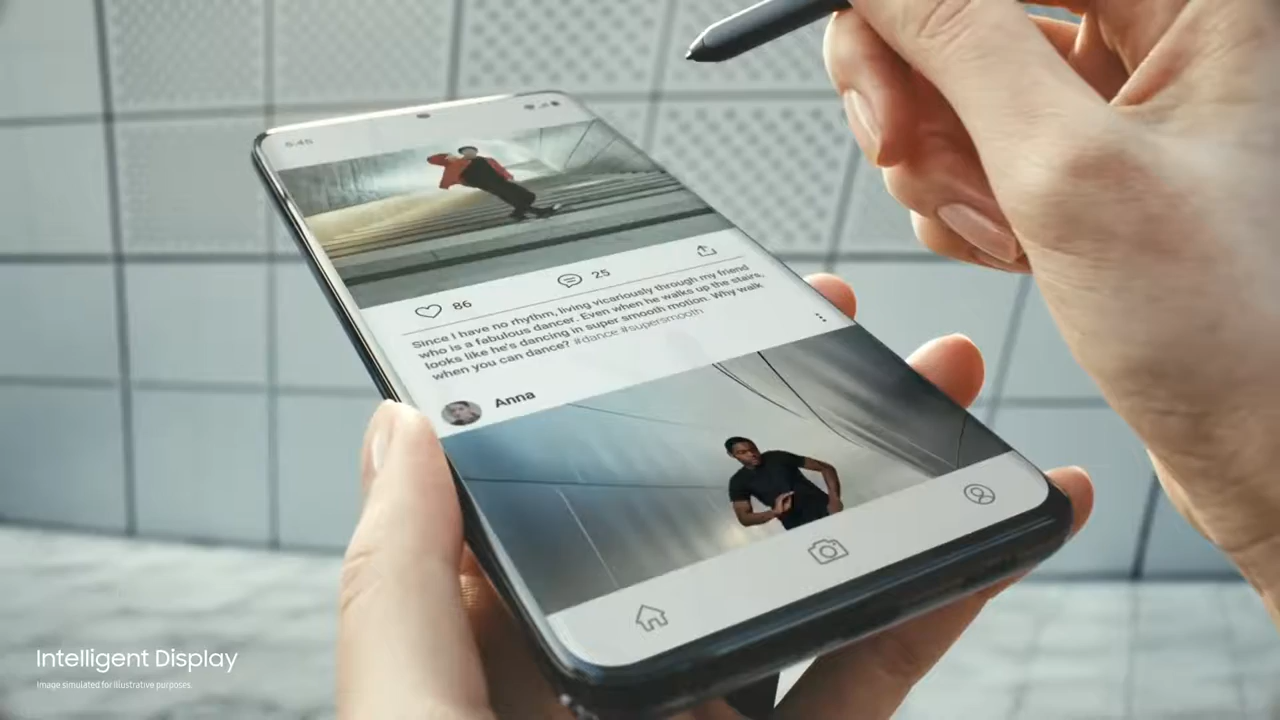 5:45
86
25
Since I have no rhythm, living vicariously through my friend
who is a fabulous dancer. Even when he walks up the stairs,
looks like he's dancing in super smooth motion. Why walk
when you can dance? #dance #supersmooth
Anna
Intelligent Display
Image simulated for illustrative purposes.